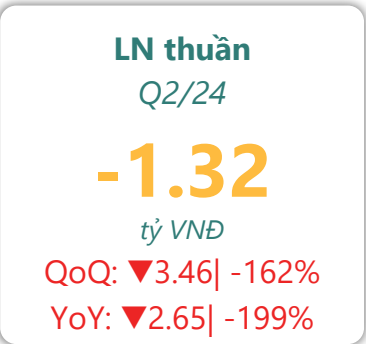 LN thuần
Q2/24
-1.32
tỷ VNĐ
QoQ: ▼3.46| -162%
YoY: ▼2.65| -199%